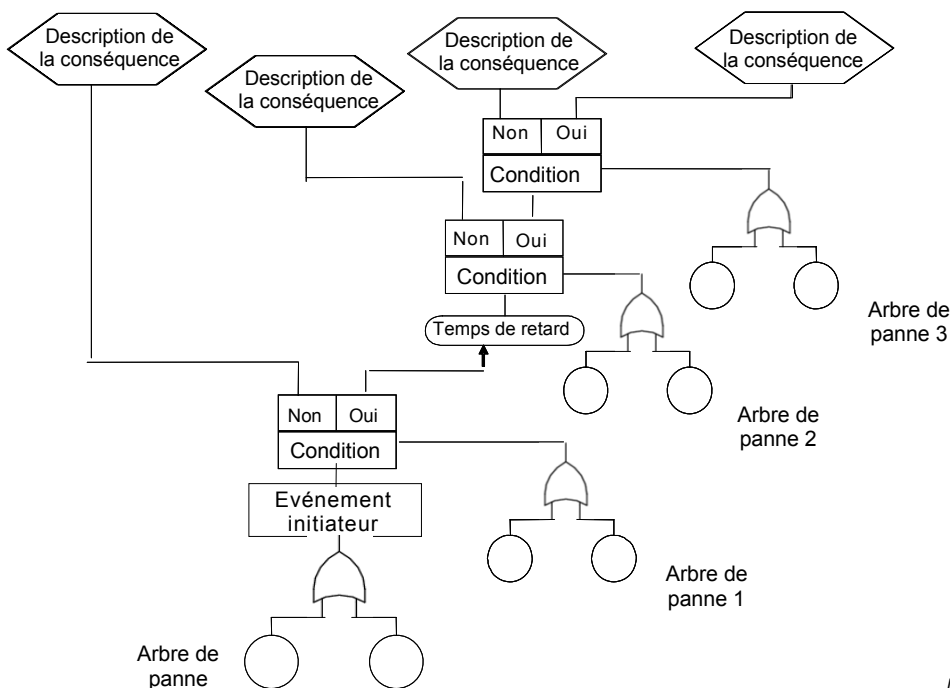 Description de
la conséquence
Description de
la conséquence
Description de
la conséquence
Description de
la conséquence
Non Oui
Condition
Non Oui
Condition
Temps de retard
Arbre de
panne 3
Arbre de
panne 2
Non Oui
Condition
Evénement
initiateur
Arbre de
panne 1
Arbre de
panne